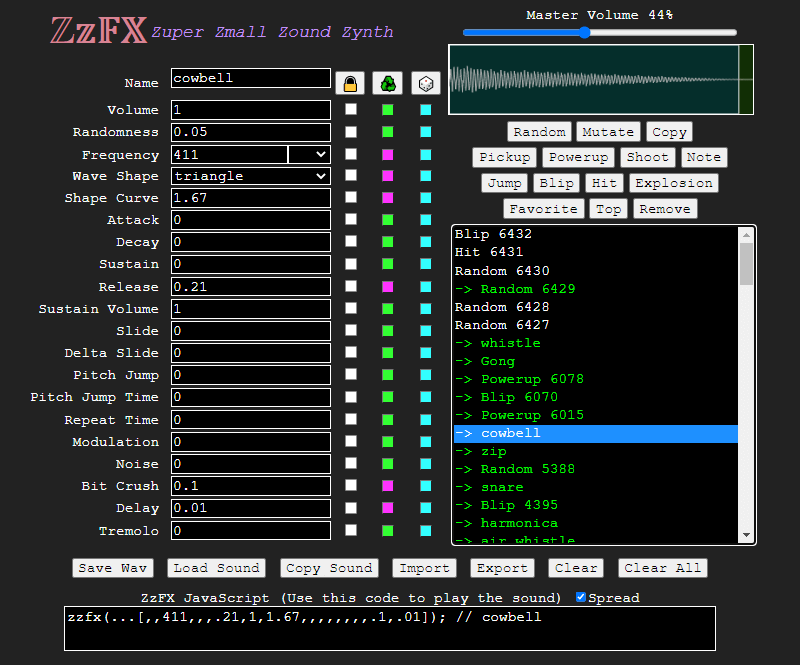 ZzFX Zuper Zmall Zound Zynth
Master Volume 44%
Name cowbell
Volume 1
Randomness 0.05
Frequency 411
Wave Shape triangle
Shape Curve 1.67
Attack 0
Decay 0
Sustain 0
Release 0.21
Sustain Volume 1
Slide 0
Delta Slide 0
Pitch Jump 0
Pitch Jump Time 0
Repeat Time 0
Modulation 0
Noise 0
Bit Crush 0.1
Delay 0.01
Tremolo 0
Random Mutate Copy
Pickup Powerup Shoot Note
Jump Blip Hit Explosion
Favorite Top Remove
Blip 6432
Hit 6431
Random 6430
-> Random 6429
Random 6428
Random 6427
-> whistle
-> Gong
-> Powerup 6078
-> Blip 6070
-> Powerup 6015
-> cowbell
-> zip
-> Random 5388
-> snare
-> Blip 4395
-> harmonica
-> air whistle
Save Wav Load Sound Copy Sound Import Export Clear Clear All
ZzFX JavaScript (Use this code to play the sound) Spread
zzfx(...[,,411,,,.21,1,1.67,,,,,,,,.1,.01]); // cowbell